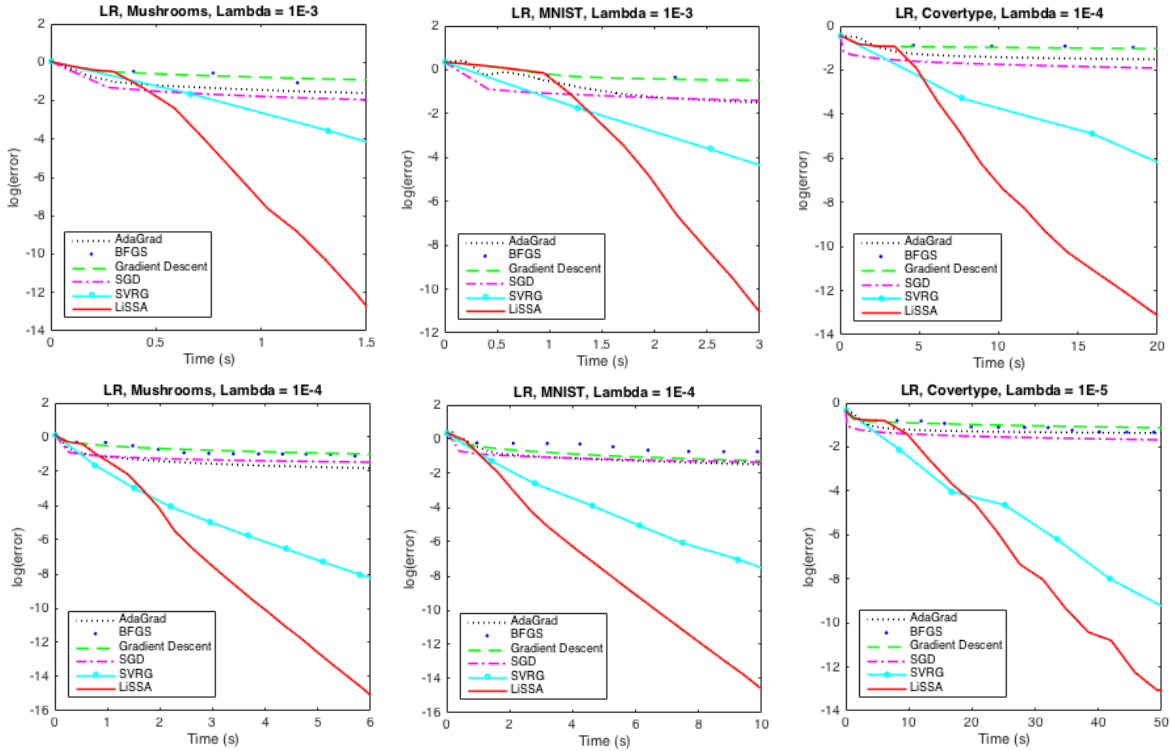 LR, Mushrooms, Lambda = 1E-3
2
0
-2
-4
-6
-8
-10
-12
-14
log(error)
AdaGrad
BFGS
Gradient Descent
SGD
SVRG
LiSSA
0 0.5 1 1.5
Time (s)
LR, MNIST, Lambda = 1E-3
4
2
0
-2
-4
-6
-8
-10
-12
log(error)
AdaGrad
BFGS
Gradient Descent
SGD
SVRG
LiSSA
0 0.5 1 1.5 2 2.5 3
Time (s)
LR, Covertype, Lambda = 1E-4
0
-2
-4
-6
-8
-10
-12
-14
log(error)
AdaGrad
BFGS
Gradient Descent
SGD
SVRG
LiSSA
0 5 10 15 20
Time (s)
LR, Mushrooms, Lambda = 1E-4
2
0
-2
-4
-6
-8
-10
-12
-14
-16
log(error)
AdaGrad
BFGS
Gradient Descent
SGD
SVRG
LiSSA
0 1 2 3 4 5 6
Time (s)
LR, MNIST, Lambda = 1E-4
2
0
-2
-4
-6
-8
-10
-12
-14
-16
log(error)
AdaGrad
BFGS
Gradient Descent
SGD
SVRG
LiSSA
0 2 4 6 8 10
Time (s)
LR, Covertype, Lambda = 1E-5
0
-2
-4
-6
-8
-10
-12
-14
log(error)
AdaGrad
BFGS
Gradient Descent
SGD
SVRG
LiSSA
0 10 20 30 40 50
Time (s)